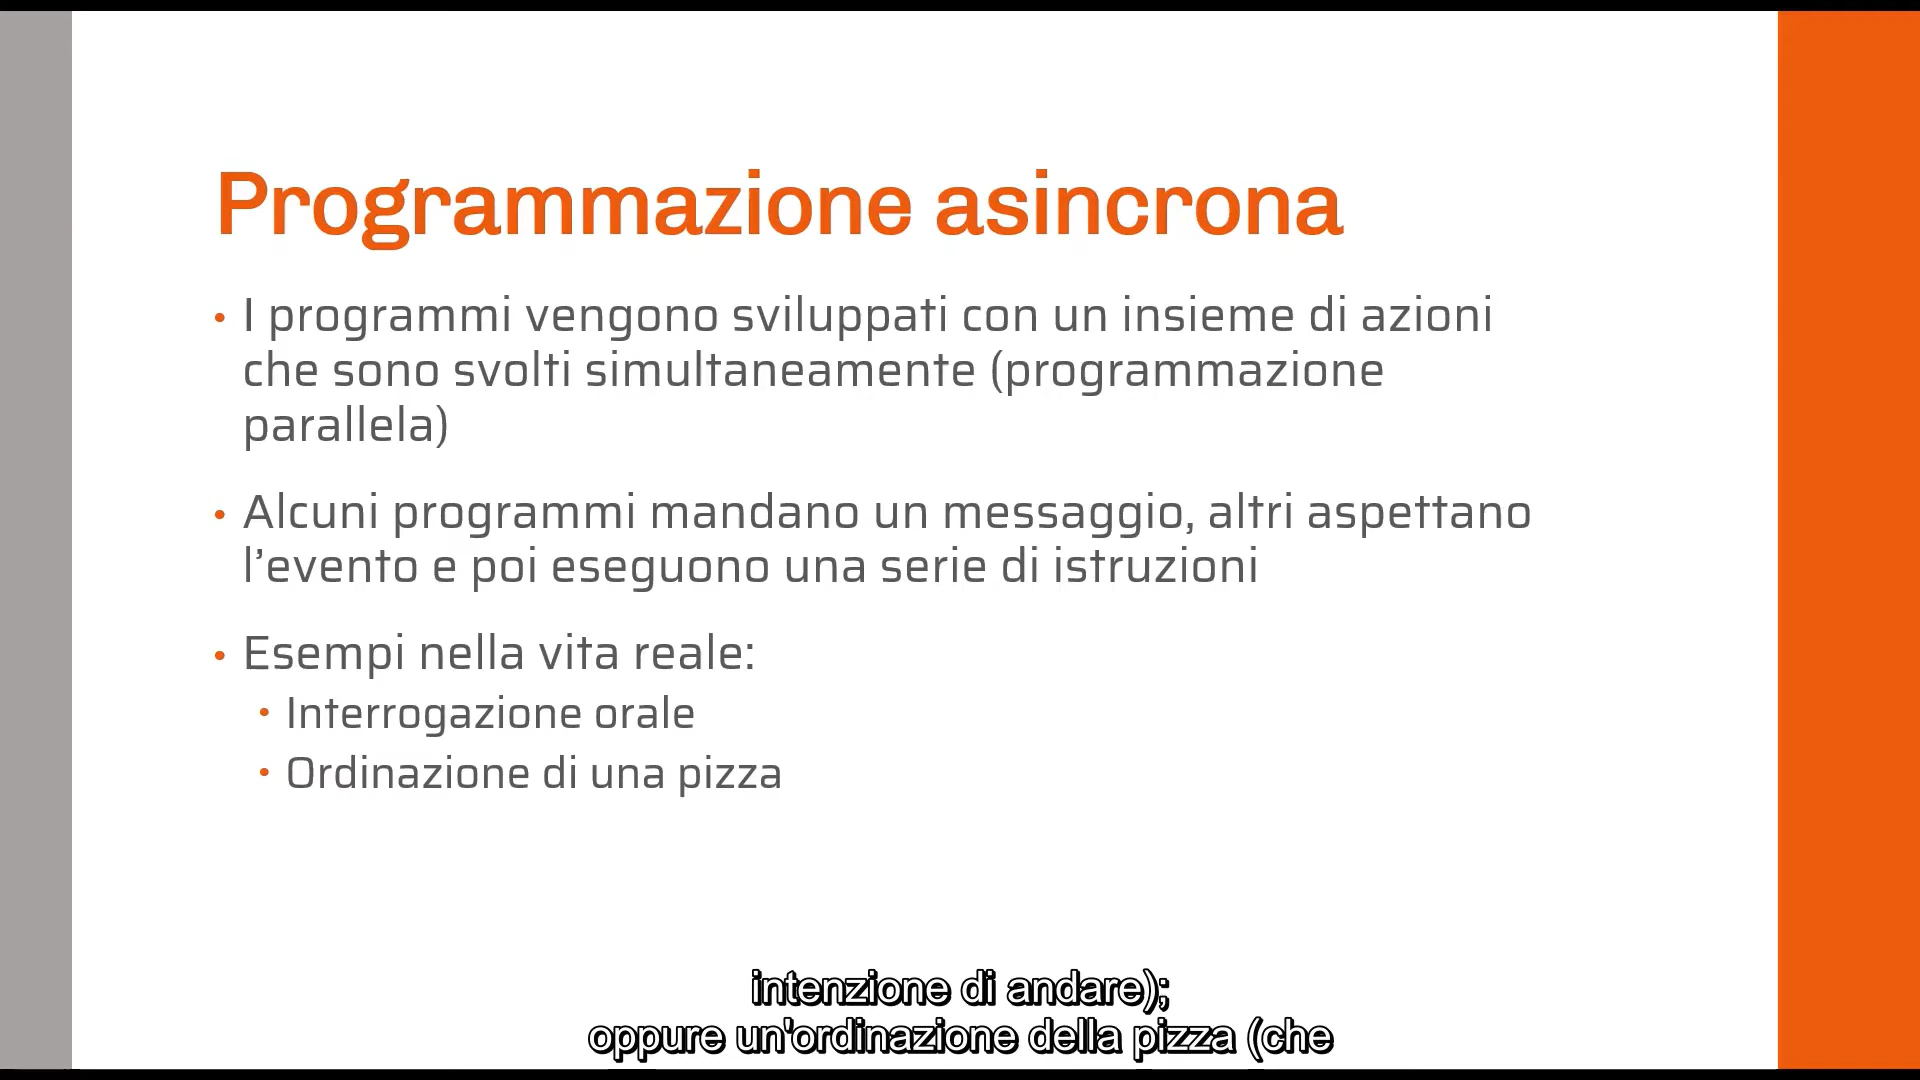 Programmazione asincrona
• I programmi vengono sviluppati con un insieme di azioni
che sono svolti simultaneamente (programmazione
parallela)
• Alcuni programmi mandano un messaggio, altri aspettano
l’evento e poi eseguono una serie di istruzioni
• Esempi nella vita reale:
• Interrogazione orale
• Ordinazione di una pizza
intenzione di andare);
oppure un'ordinazione della pizza (che